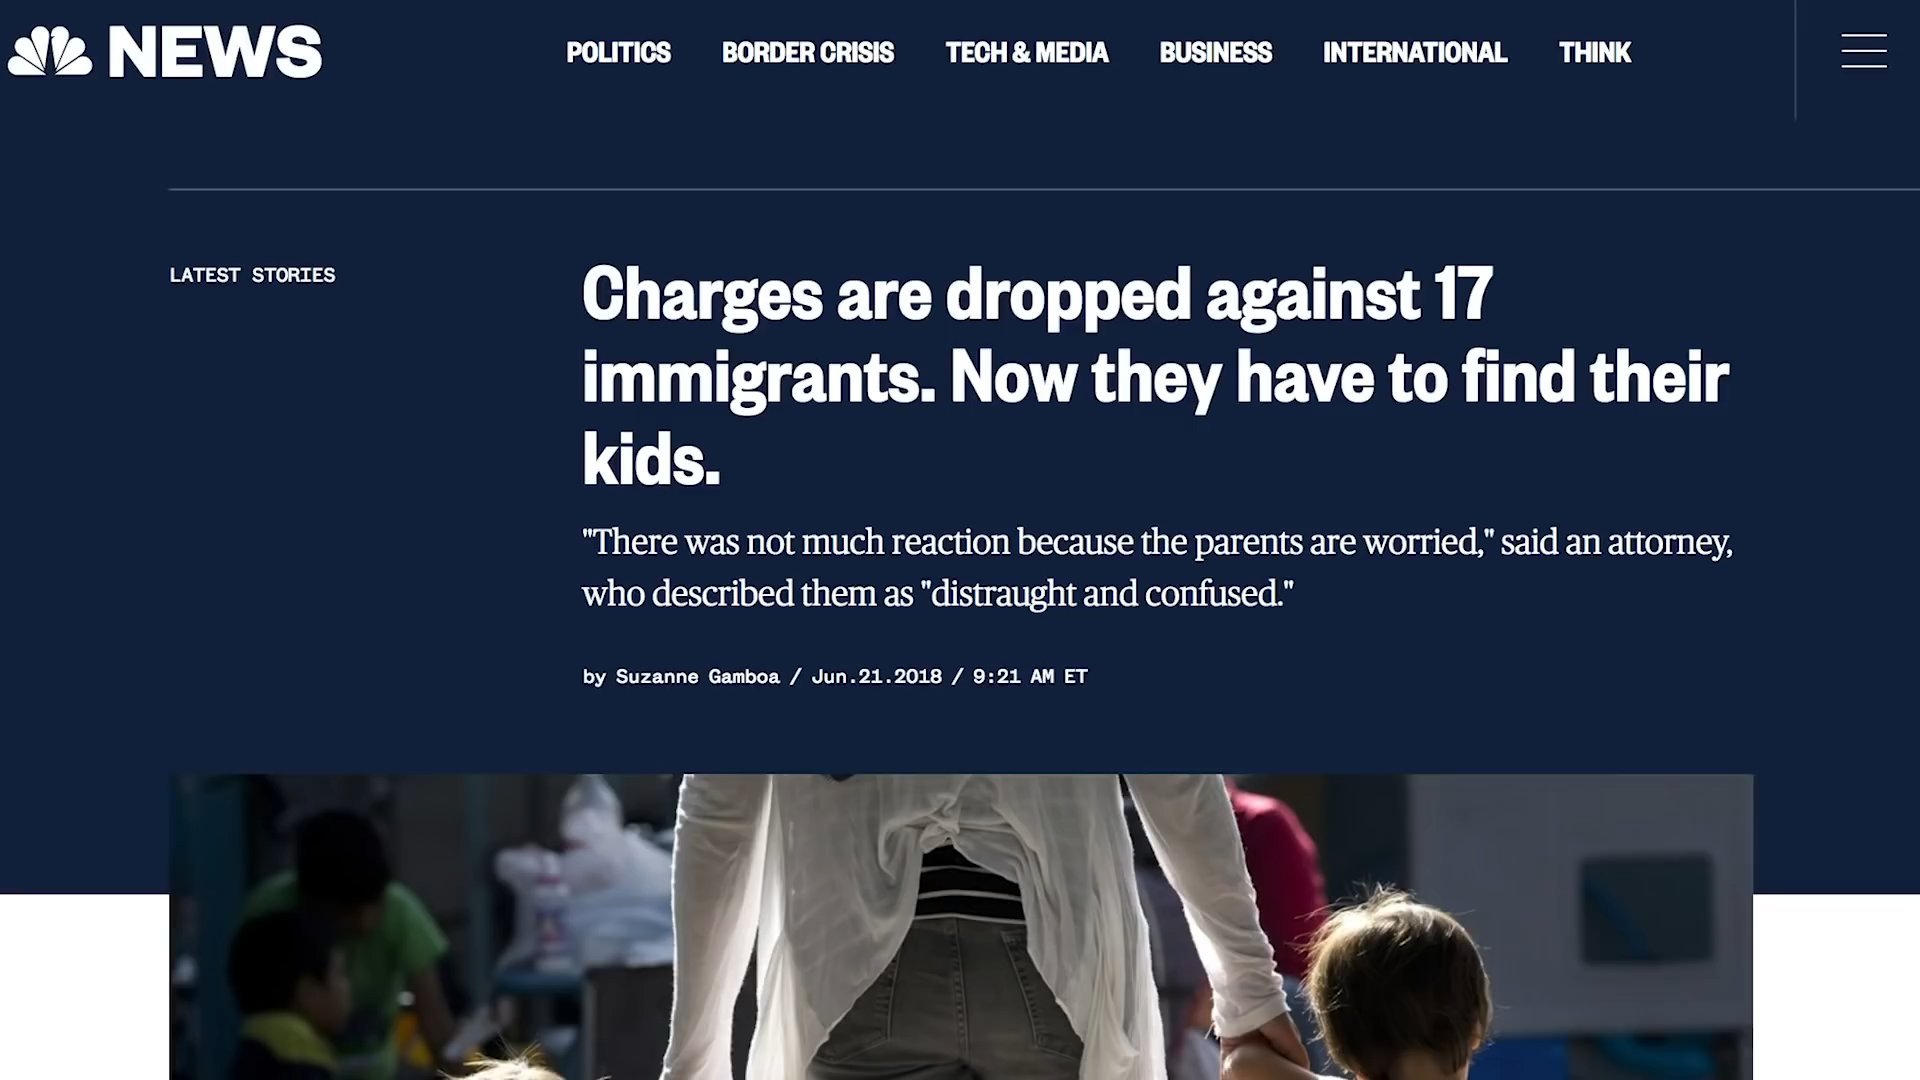 NEWS
POLITICS BORDER CRISIS TECH & MEDIA BUSINESS INTERNATIONAL THINK
LATEST STORIES
Charges are dropped against 17
immigrants. Now they have to find their
kids.
"There was not much reaction because the parents are worried," said an attorney,
who described them as "distraught and confused."
by Suzanne Gamboa / Jun.21.2018 / 9:21 AM ET